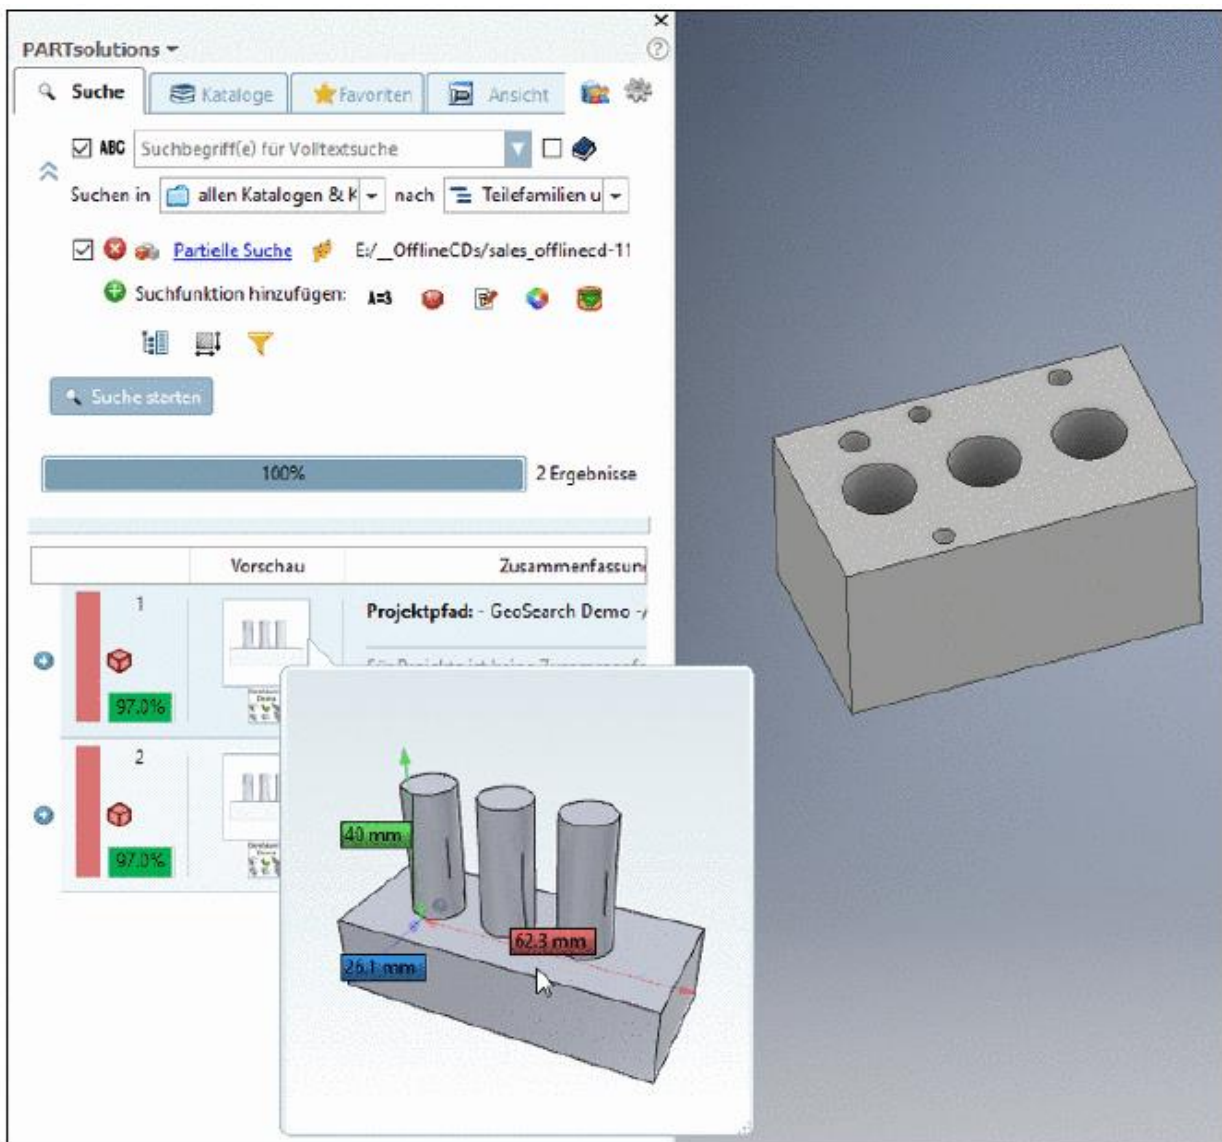 PARTsolutions
Suche Kataloge Favoriten Ansicht
ABC Suchbegriff(e) für Volltextsuche
Suchen in allen Katalogen & K nach Teilefamilien u
Partielle Suche E:/__OfflineCDs/sales_offlinecd-11
Suchfunktion hinzufügen: A=3
Suche starten
100% 2 Ergebnisse
Vorschau Zusammenfassun
1
Projektpfad: - GeoSearch Demo -/
97.0%
2
97.0%
40 mm
62.3 mm
26.1 mm